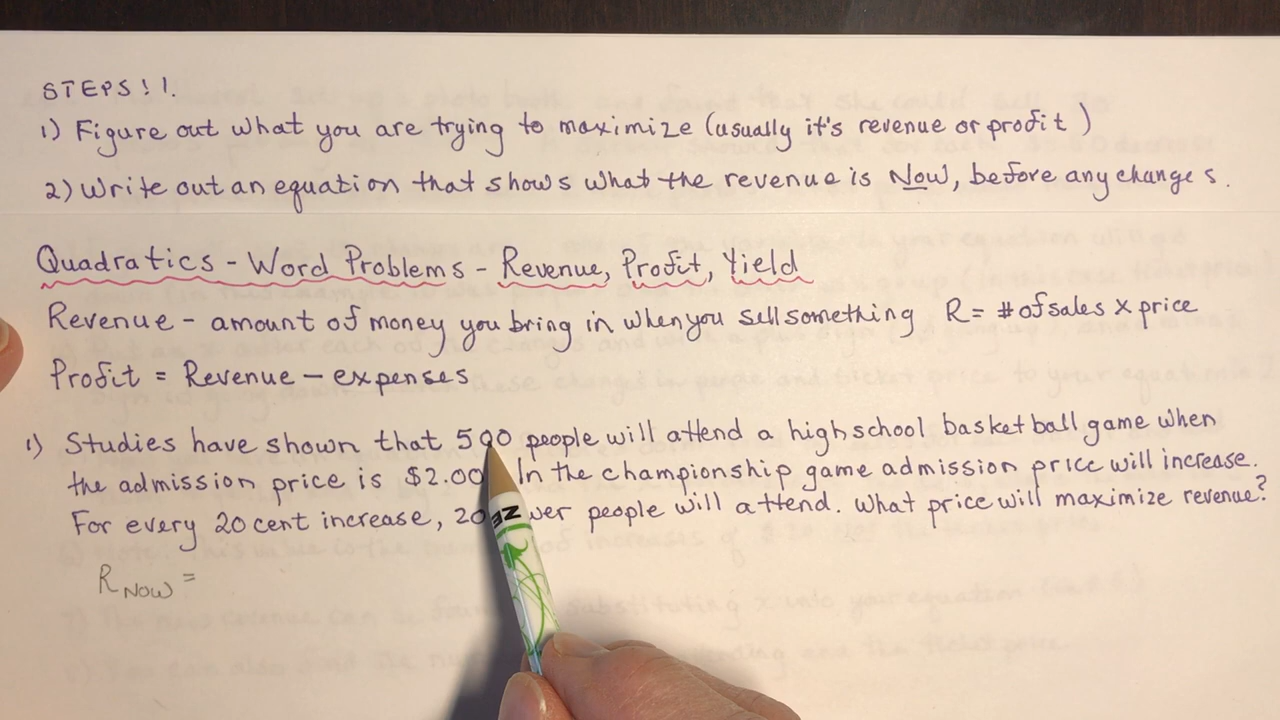 STEPS!!.
1) Figure out what you are trying to maximize (usually it's revenue or profit)
2) Write out an equation that shows what the revenue is Now, before any changes.
Quadratics - Word Problems - Revenue, Profit, Yield
Revenue - amount of money you bring in when you sell something R = # of sales x price
Profit = Revenue - expenses
1) Studies have shown that 500 people will attend a high school basketball game when
the admission price is $2.00 In the championship game admission price will increase.
For every 20 cent increase, 20 people will attend. What price will maximize revenue?
R NOW =